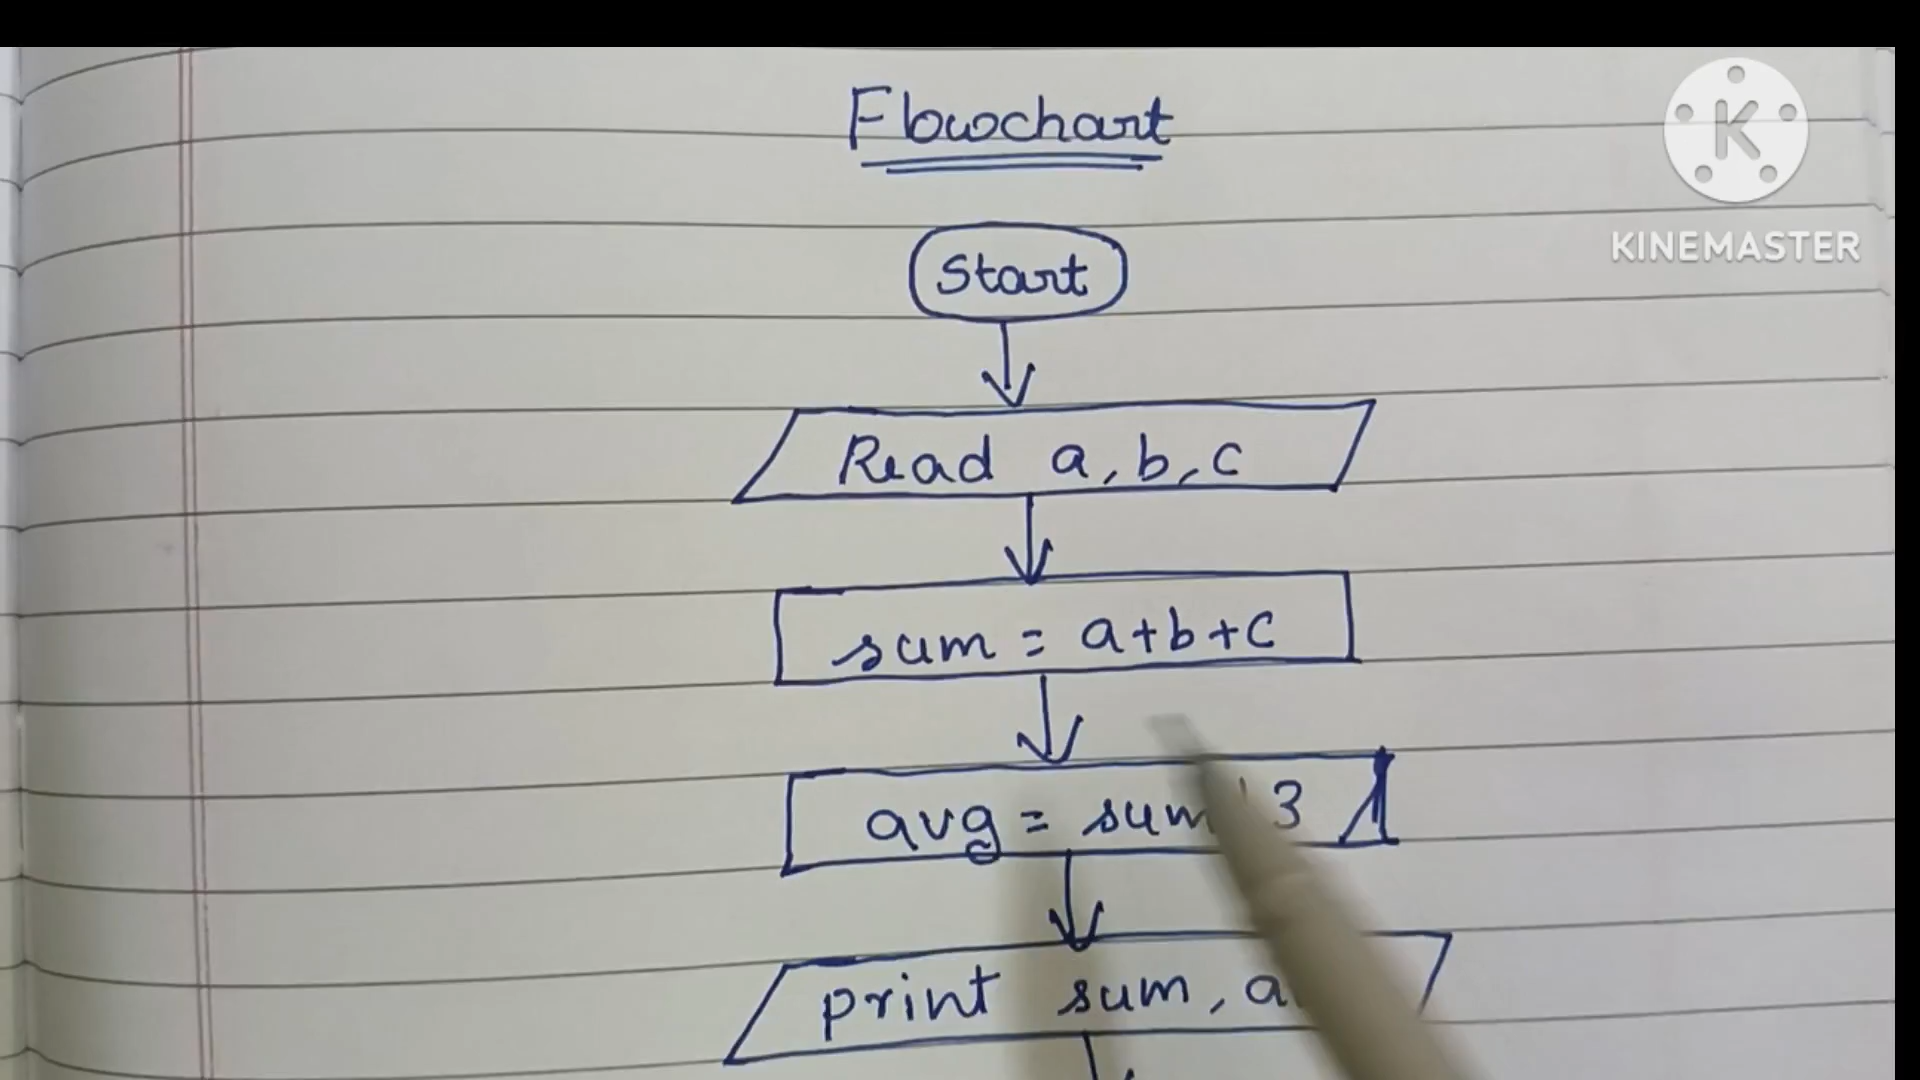 Flowchart
K
KINEMASTER
Start
Read a, b, c
sum = a+b+c
avg = sum 3
print sum,